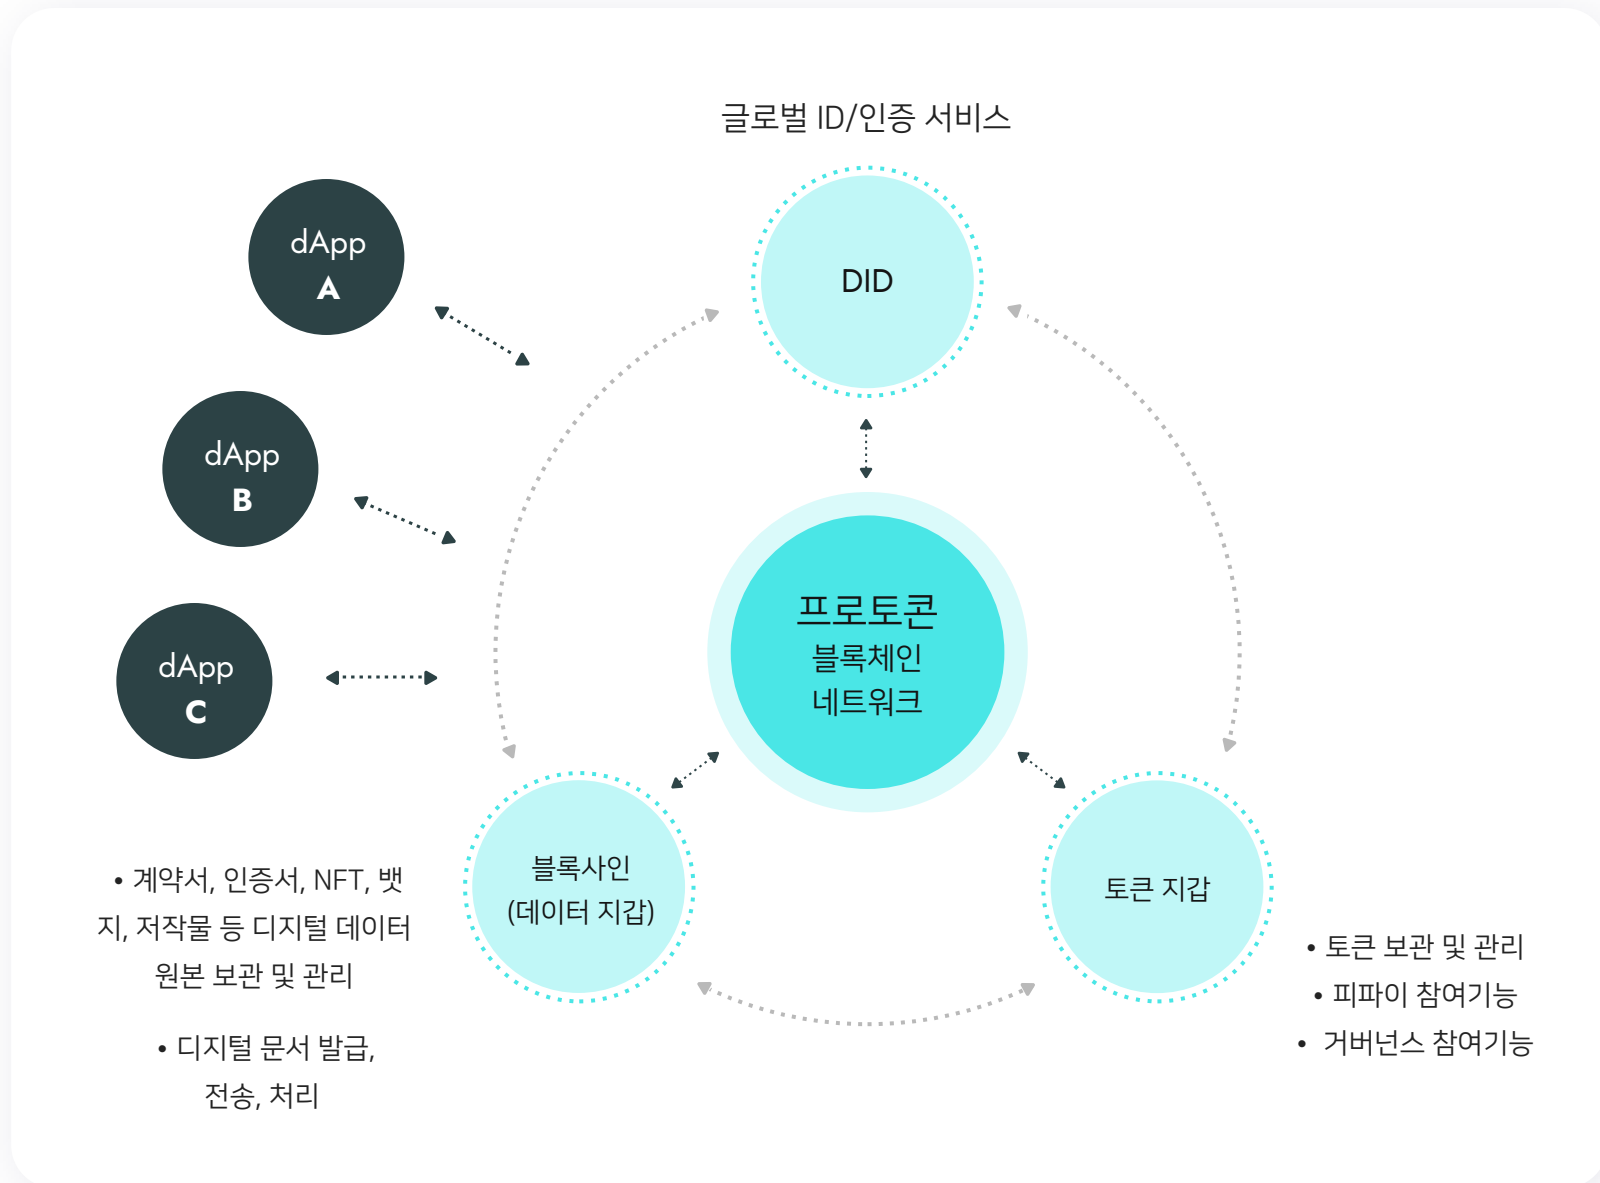 글로벌 ID/인증 서비스
dApp
A
DID
dApp
B
dApp
C
프로토콘
블록체인
네트워크
블록사인
(데이터 지갑)
토큰 지갑
• 계약서, 인증서, NFT, 뱃
지, 저작물 등 디지털 데이터
원본 보관 및 관리
• 디지털 문서 발급,
전송, 처리
• 토큰 보관 및 관리
• 피파이 참여기능
• 거버넌스 참여기능